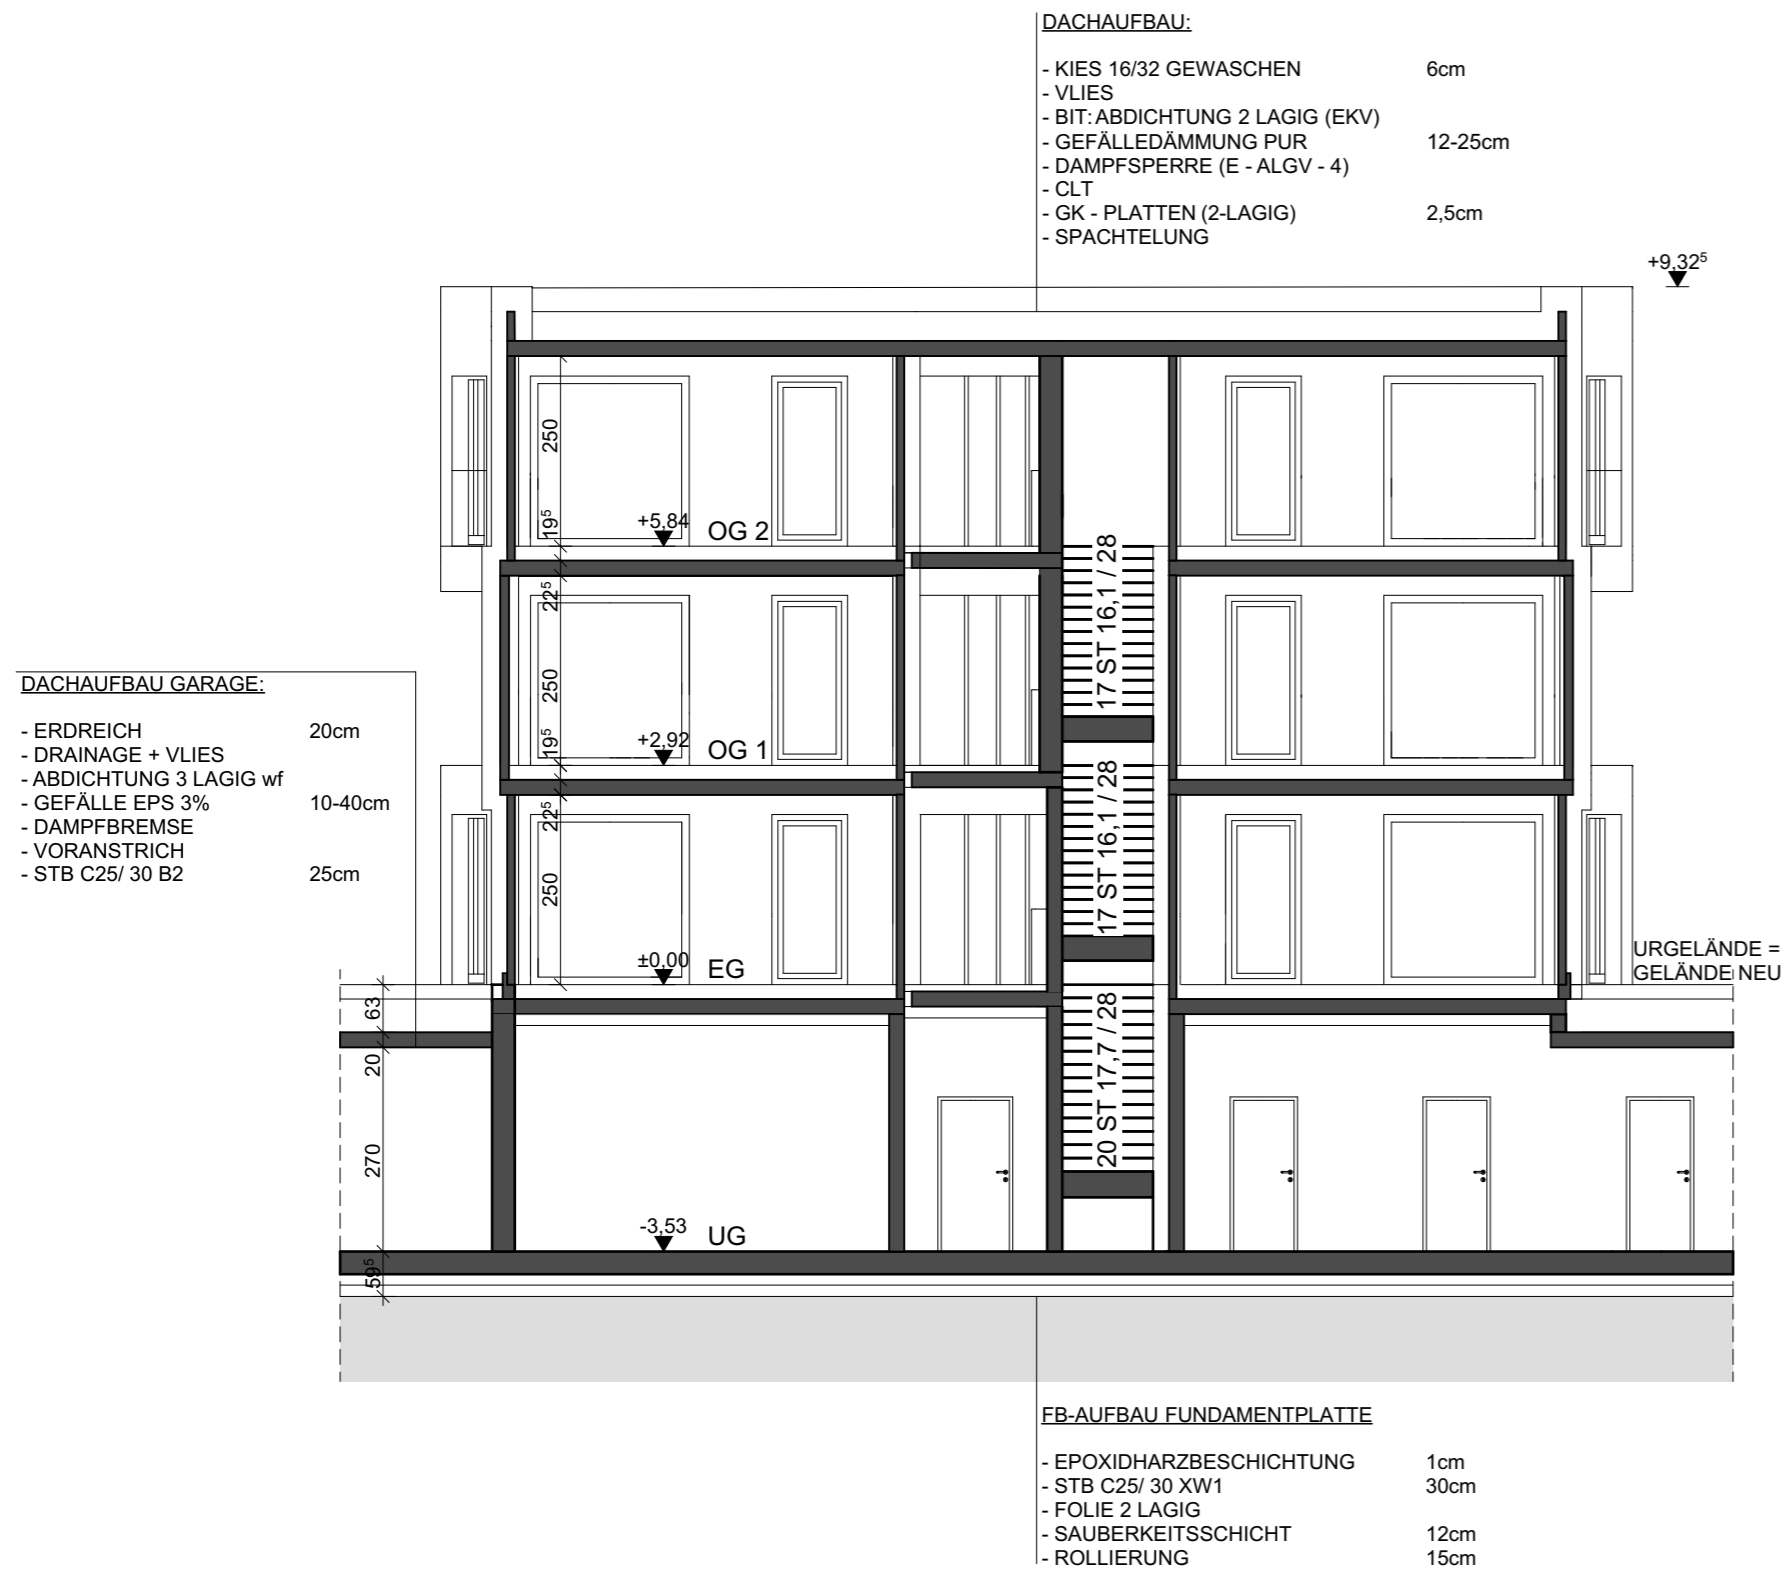 DACHAUFBAU:
- KIES 16/32 GEWASCHEN 6cm
- VLIES
- BIT:ABDICHTUNG 2 LAGIG (EKV)
- GEFÄLLEDÄMMUNG PUR 12-25cm
- DAMPFSPERRE (E - ALGV - 4)
- CLT
- GK - PLATTEN (2-LAGIG) 2,5cm
- SPACHTELUNG
+9,32⁵
250
19⁵
+5,84 OG 2
17 ST 16,1 / 28
22⁵
250
19⁵
+2,92 OG 1
17 ST 16,1 / 28
22⁵
250
±0,00 EG
DACHAUFBAU GARAGE:
- ERDREICH 20cm
- DRAINAGE + VLIES
- ABDICHTUNG 3 LAGIG wf
- GEFÄLLE EPS 3% 10-40cm
- DAMPFBREMSE
- VORANSTRICH
- STB C25/ 30 B2 25cm
URGELÄNDE =
GELÄNDE NEU
63
20
270
20 ST 17,7 / 28
-3,53 UG
59⁵
FB-AUFBAU FUNDAMENTPLATTE
- EPOXIDHARZBESCHICHTUNG 1cm
- STB C25/ 30 XW1 30cm
- FOLIE 2 LAGIG
- SAUBERKEITSSCHICHT 12cm
- ROLLIERUNG 15cm